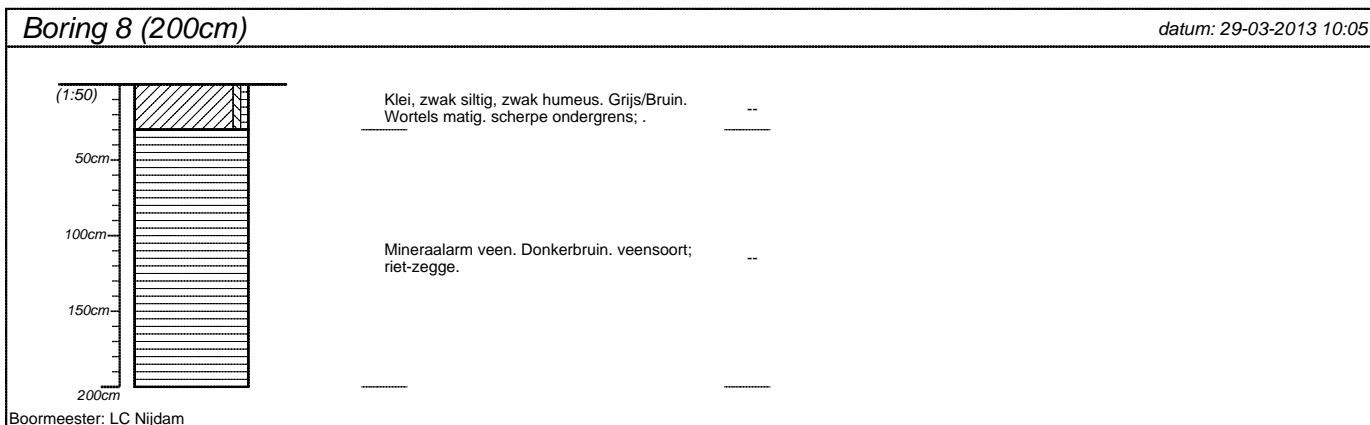 Boring 8 (200cm)
datum: 29-03-2013 10:05
(1:50)
Klei, zwak siltig, zwak humeus. Grijs/Bruin.
Wortels matig. scherpe ondergrens; .
--
50cm
100cm
Mineraalarm veen. Donkerbruin. veensoort;
riet-zegge.
--
150cm
200cm
Boormeester: LC Nijdam